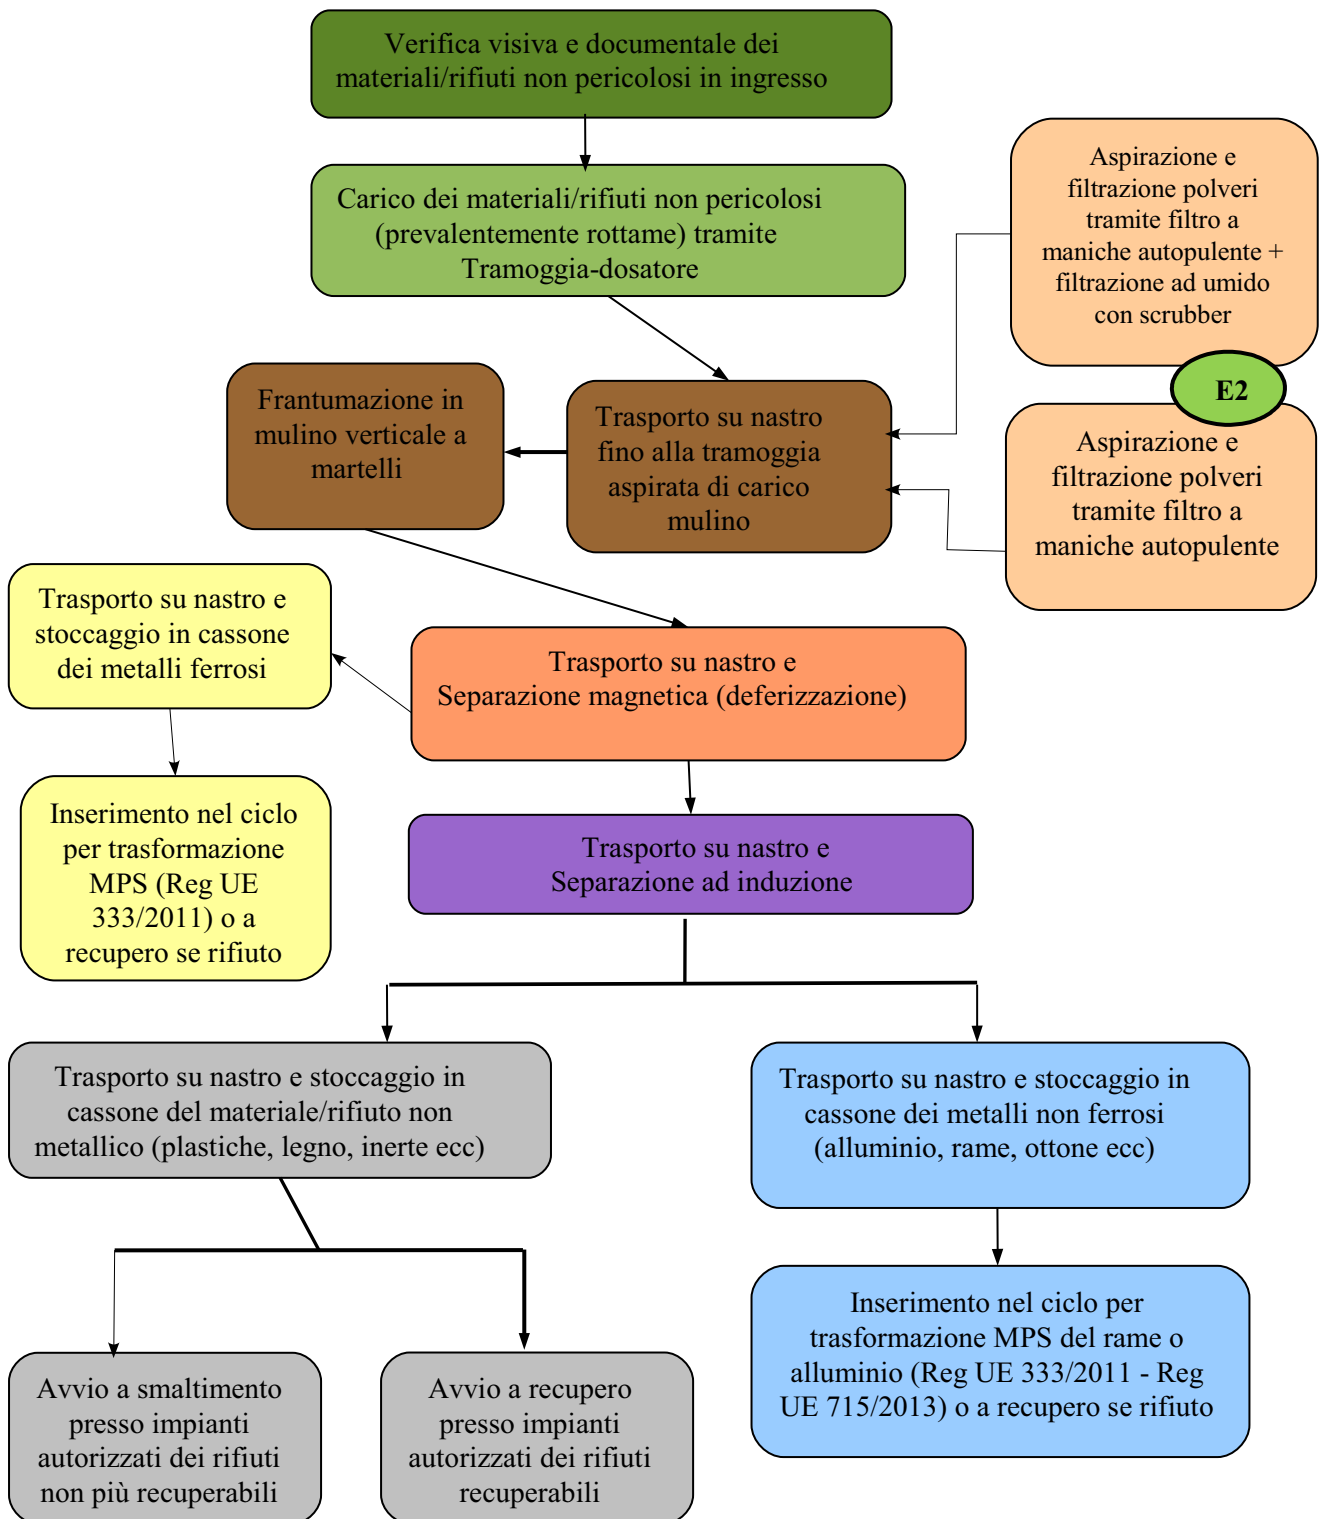 Verifica visiva e documentale dei
materiali/rifiuti non pericolosi in ingresso
Carico dei materiali/rifiuti non pericolosi
(prevalentemente rottame) tramite
Tramoggia-dosatore
Aspirazione e
filtrazione polveri
tramite filtro a
maniche autopulente +
filtrazione ad umido
con scrubber
E2
Frantumazione in
mulino verticale a
martelli
Trasporto su nastro
fino alla tramoggia
aspirata di carico
mulino
Aspirazione e
filtrazione polveri
tramite filtro a
maniche autopulente
Trasporto su nastro e
stoccaggio in cassone
dei metalli ferrosi
Trasporto su nastro e
Separazione magnetica (deferizzazione)
Inserimento nel ciclo
per trasformazione
MPS (Reg UE
333/2011) o a
recupero se rifiuto
Trasporto su nastro e
Separazione ad induzione
Trasporto su nastro e stoccaggio in
cassone del materiale/rifiuto non
metallico (plastiche, legno, inerte ecc)
Trasporto su nastro e stoccaggio in
cassone dei metalli non ferrosi
(alluminio, rame, ottone ecc)
Avvio a smaltimento
presso impianti
autorizzati dei rifiuti
non più recuperabili
Avvio a recupero
presso impianti
autorizzati dei rifiuti
recuperabili
Inserimento nel ciclo per
trasformazione MPS del rame o
alluminio (Reg UE 333/2011 - Reg
UE 715/2013) o a recupero se rifiuto